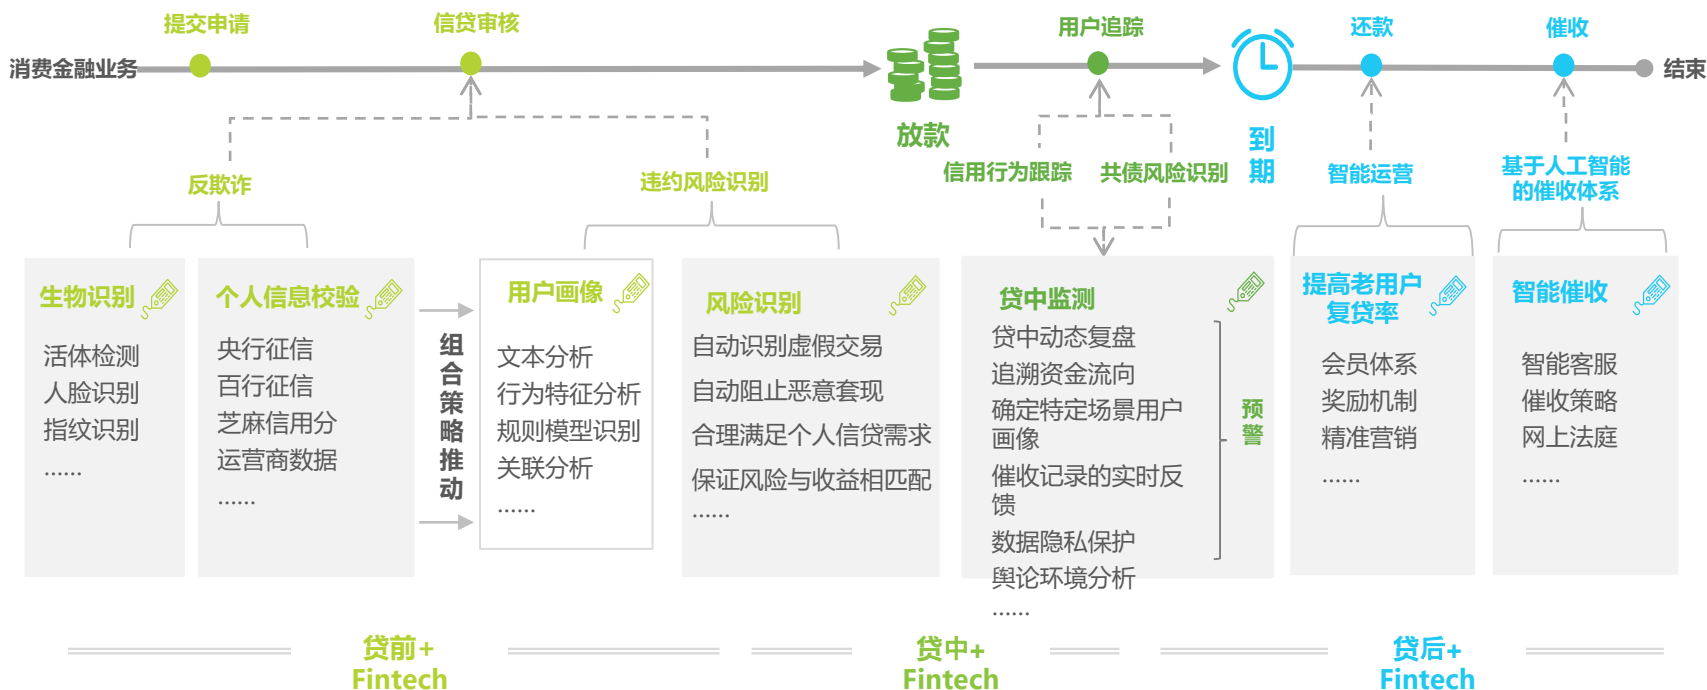 提交申请
信贷审核
用户追踪
还款
催收
消费金融业务
结束
放款
到
期
反欺诈
违约风险识别
信用行为跟踪
共债风险识别
智能运营
基于人工智能
的催收体系
生物识别
活体检测
人脸识别
指纹识别
......
个人信息校验
央行征信
百行征信
芝麻信用分
运营商数据
......
组
合
策
略
推
动
用户画像
文本分析
行为特征分析
规则模型识别
关联分析
......
风险识别
自动识别虚假交易
自动阻止恶意套现
合理满足个人信贷需求
保证风险与收益相匹配
......
贷中监测
贷中动态复盘
追溯资金流向
确定特定场景用户
画像
催收记录的实时反
馈
数据隐私保护
舆论环境分析
......
预
警
提高老用户
复贷率
会员体系
奖励机制
精准营销
......
智能催收
智能客服
催收策略
网上法庭
......
贷前+
Fintech
贷中+
Fintech
贷后+
Fintech